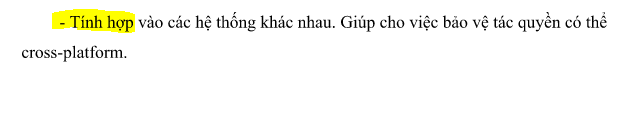 - Tính hợp vào các hệ thống khác nhau. Giúp cho việc bảo vệ tác quyền có thể
cross-platform.